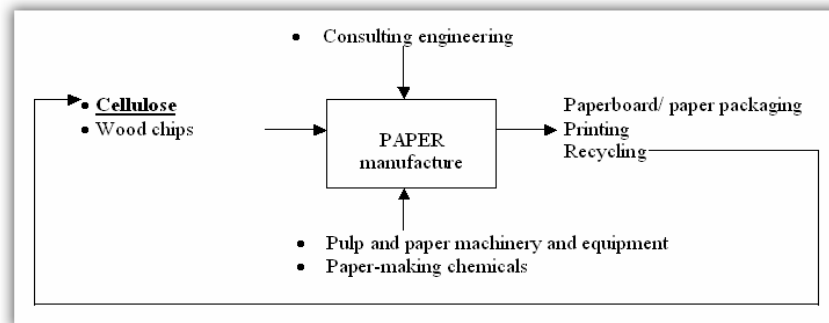 • Consulting engineering
• Cellulose
• Wood chips
PAPER
manufacture
Paperboard/ paper packaging
Printing
Recycling
• Pulp and paper machinery and equipment
• Paper-making chemicals